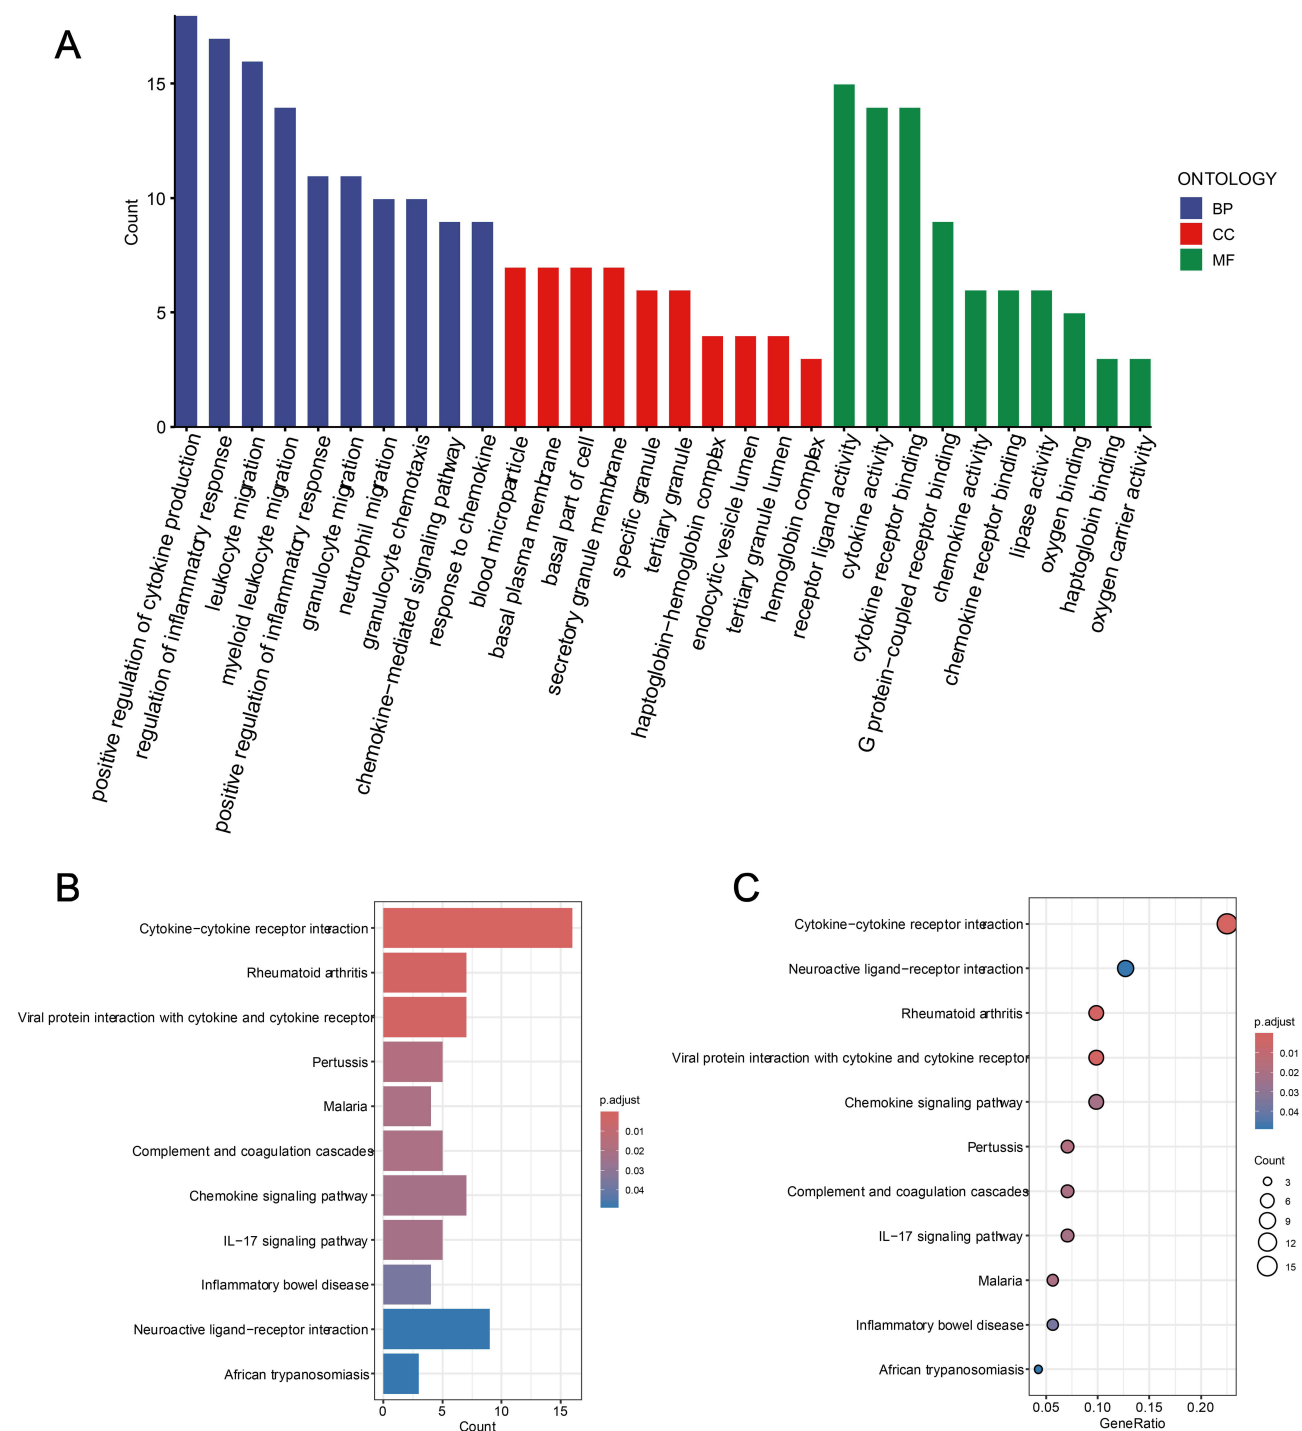 A
15
10
5
0
Count
positive regulation of cytokine production
regulation of inflammatory response
leukocyte migration
myeloid leukocyte migration
positive regulation of inflammatory response
granulocyte migration
neutrophil migration
granulocyte chemotaxis
chemokine−mediated signaling pathway
response to chemokine
blood microparticle
basal plasma membrane
basal part of cell
secretory granule membrane
specific granule
tertiary granule
haptoglobin−hemoglobin complex
endocytic vesicle lumen
tertiary granule lumen
hemoglobin complex
receptor ligand activity
cytokine activity
cytokine receptor binding
G protein−coupled receptor binding
chemokine activity
chemokine receptor binding
lipase activity
oxygen binding
haptoglobin binding
oxygen carrier activity
ONTOLOGY
BP
CC
MF
B
Cytokine−cytokine receptor interaction
Rheumatoid arthritis
Viral protein interaction with cytokine and cytokine receptor
Pertussis
Malaria
Complement and coagulation cascades
Chemokine signaling pathway
IL−17 signaling pathway
Inflammatory bowel disease
Neuroactive ligand−receptor interaction
African trypanosomiasis
0 5 10 15
Count
p.adjust
0.01
0.02
0.03
0.04
C
Cytokine−cytokine receptor interaction
Neuroactive ligand−receptor interaction
Rheumatoid arthritis
Viral protein interaction with cytokine and cytokine receptor
Chemokine signaling pathway
Pertussis
Complement and coagulation cascades
IL−17 signaling pathway
Malaria
Inflammatory bowel disease
African trypanosomiasis
0.05 0.10 0.15 0.20
GeneRatio
p.adjust
0.01
0.02
0.03
0.04
Count
3
6
9
12
15